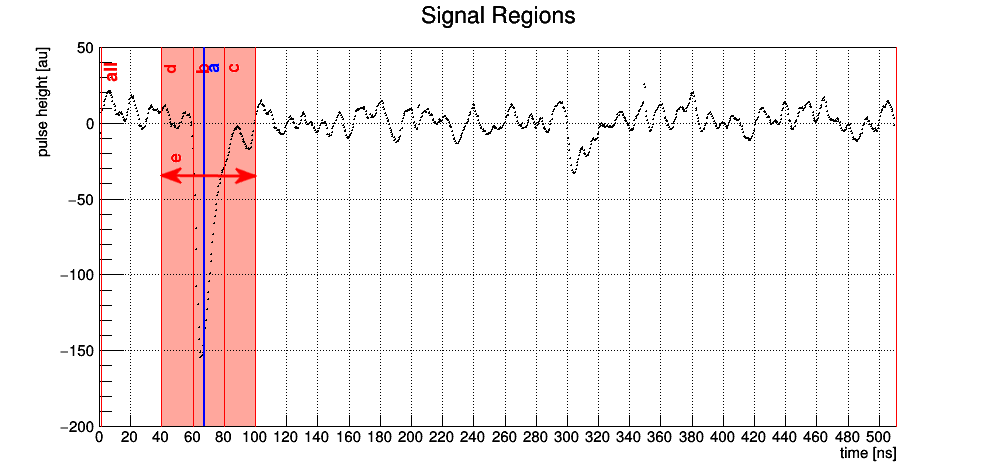 Signal Regions
pulse height [au]
50
0
−50
−100
−150
−200
all
d
b
a
c
e
0 20 40 60 80 100 120 140 160 180 200 220 240 260 280 300 320 340 360 380 400 420 440 460 480 500
time [ns]